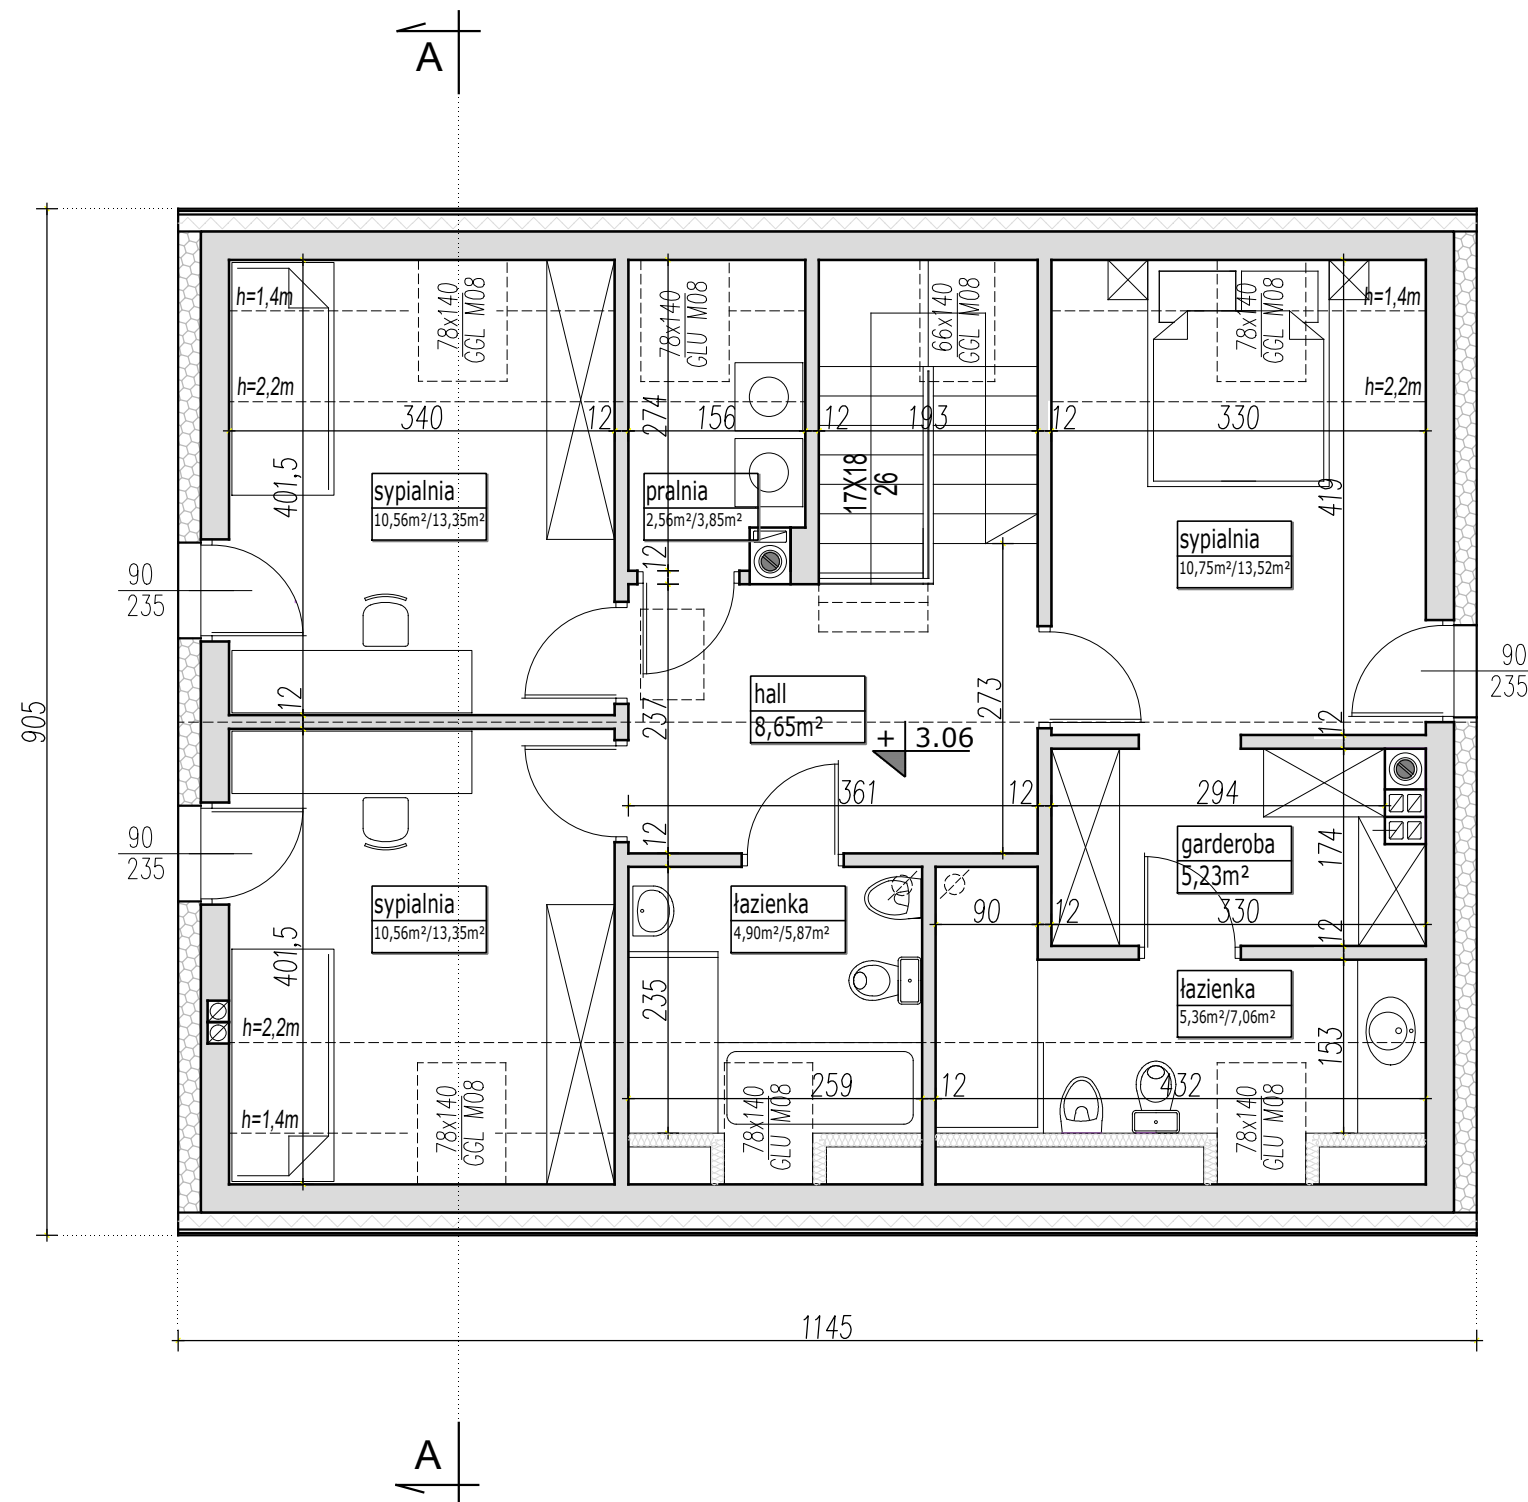 A
h=1,4m
78x140
GGL M08
78x140
GLU M08
66x140
GGL M08
78x140
GGL M08
h=1,4m
h=2,2m
h=2,2m
340
12
274
156
12
193
12
330
401,5
sypialnia
10,56m²/13,35m²
pralnia
2,56m²/3,85m²
17X18
26
419
sypialnia
10,75m²/13,52m²
12
90
235
90
235
905
12
237
hall
8,65m²
273
12
+ 3.06
361
12
294
90
235
12
garderoba
5,23m²
174
sypialnia
10,56m²/13,35m²
łazienka
4,90m²/5,87m²
90
12
330
12
401,5
235
łazienka
5,36m²/7,06m²
h=2,2m
153
259
12
432
h=1,4m
78x140
GGL M08
78x140
GLU M08
78x140
GLU M08
1145
A